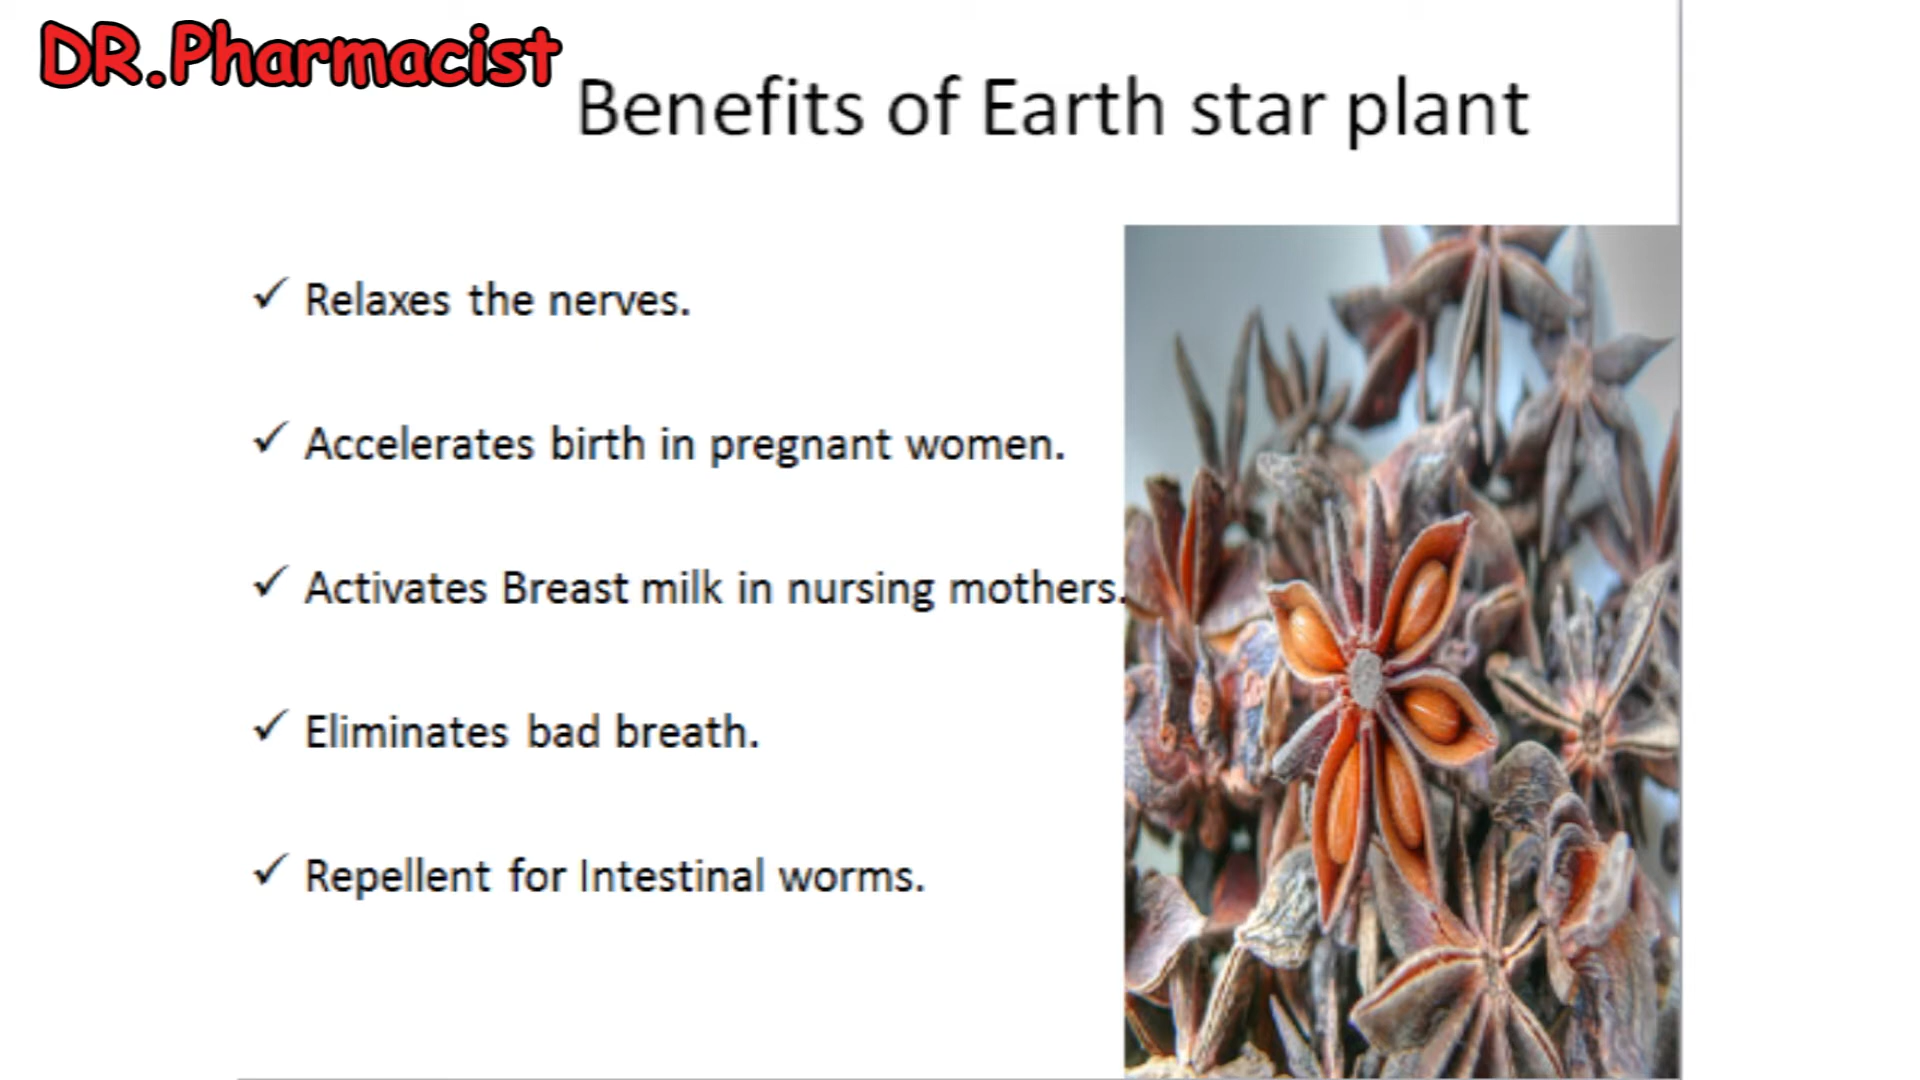 DR.Pharmacist
Benefits of Earth star plant
✓ Relaxes the nerves.
✓ Accelerates birth in pregnant women.
✓ Activates Breast milk in nursing mothers.
✓ Eliminates bad breath.
✓ Repellent for Intestinal worms.